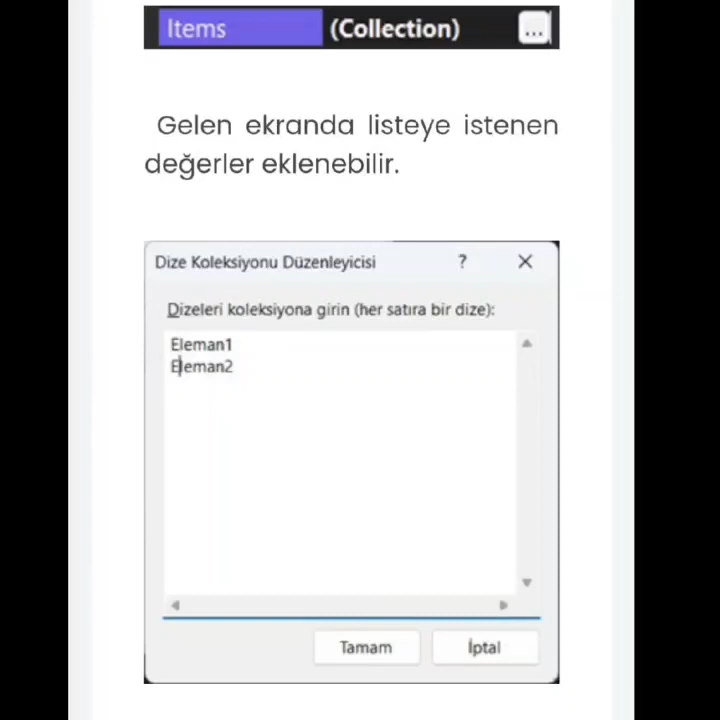 Items (Collection) ...
Gelen ekranda listeye istenen
değerler eklenebilir.
Dize Koleksiyonu Düzenleyicisi ?
Dizeleri koleksiyona girin (her satıra bir dize):
Eleman1
Eleman2
Tamam İptal